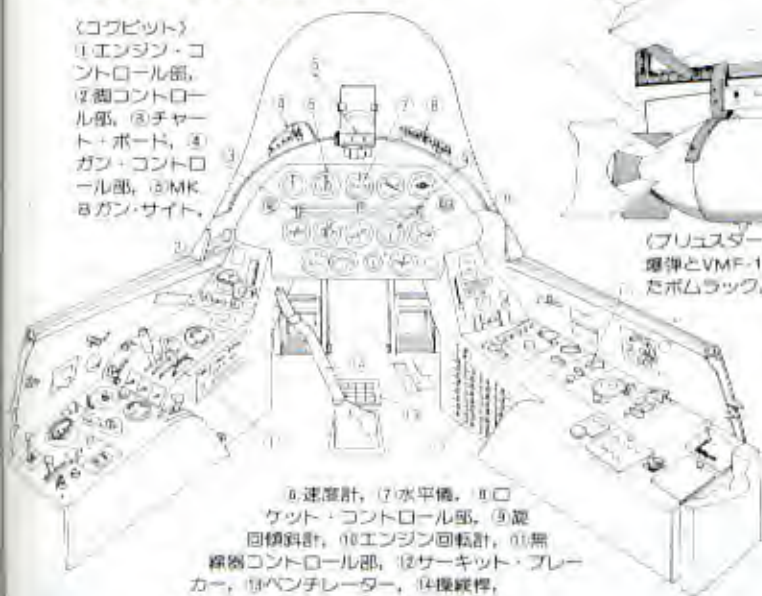 〈コクピット〉
①エンジン・コ
ントロール部,
②脚コントロー
ル部, ③チャー
ト・ボード, ④
ガン・コントロ
ール部, ⑤MK
8ガン・サイト,
〈ブリュスター
爆弾とVMF-1
たボムラック。
⑥速度計, ⑦水平儀, ⑧ロ
ケット・コントロール部, ⑨旋
回傾斜計, ⑩エンジン回転計, ⑪無
線器コントロール部, ⑫サーキット・ブレー
カー, ⑬ベンチレーター, ⑭操縦桿,